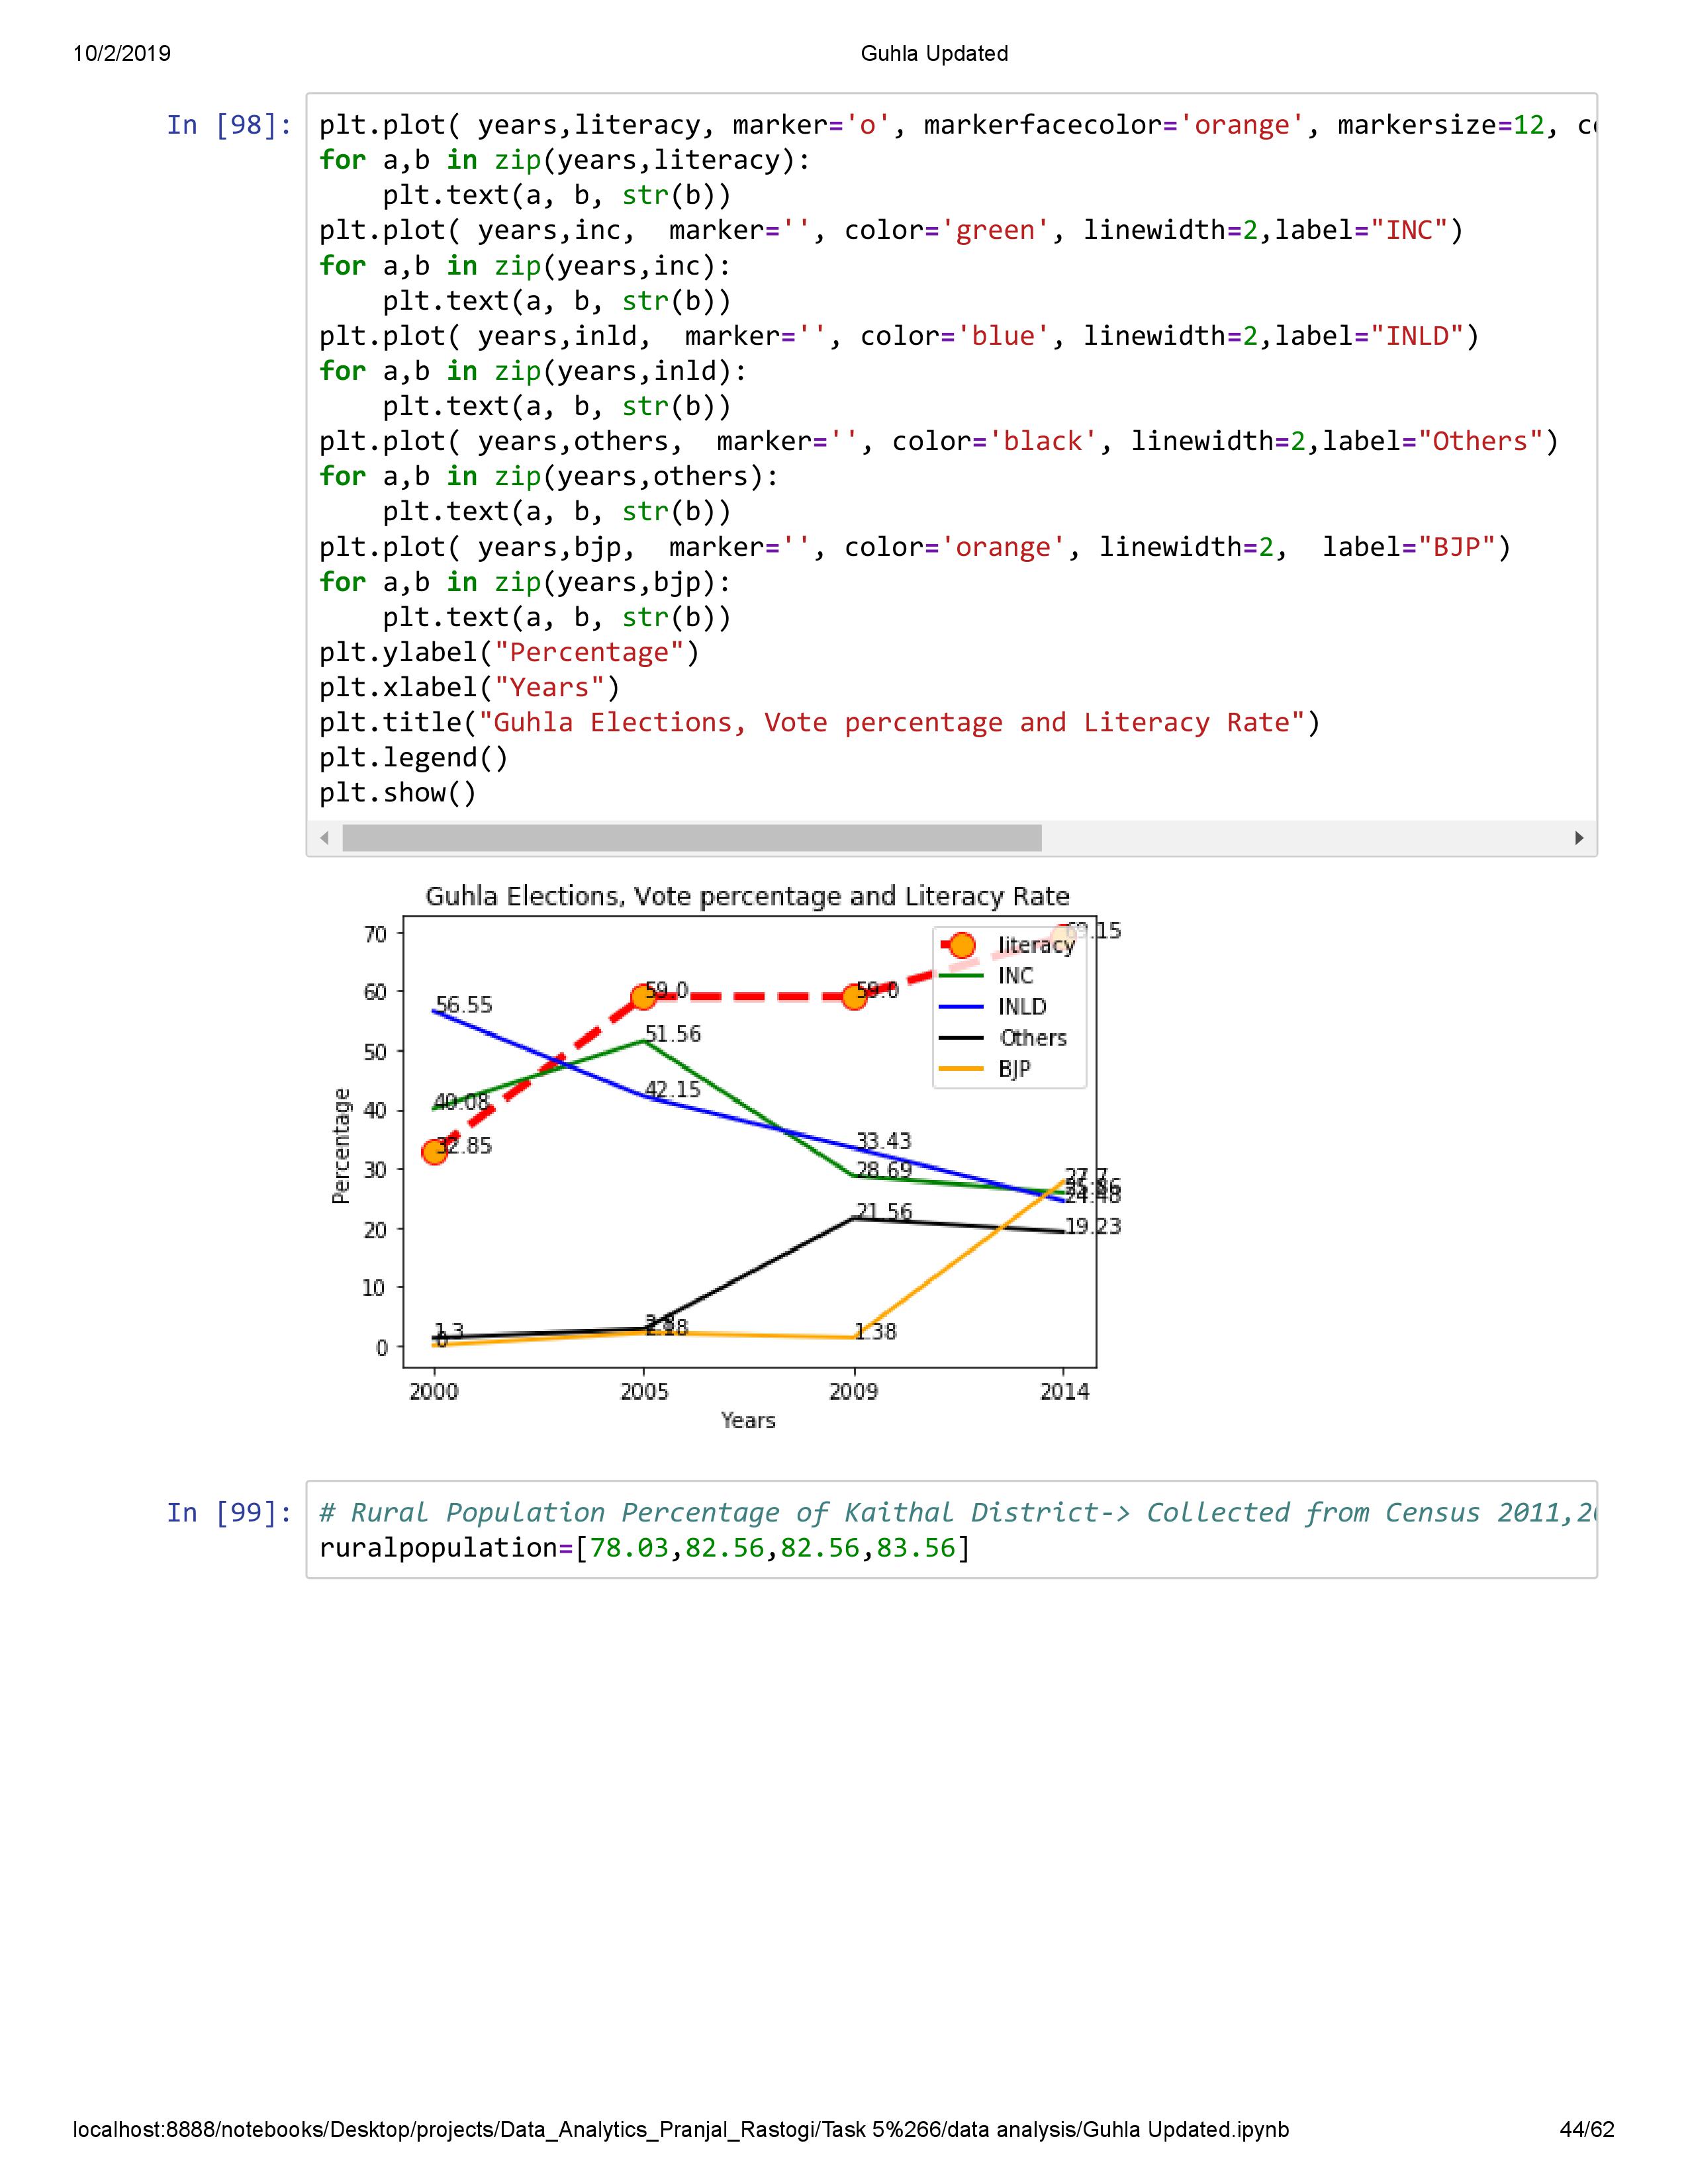 10/2/2019
Guhla Updated
In [98]:
plt.plot( years,literacy, marker='o', markerfacecolor='orange', markersize=12, c
for a,b in zip(years,literacy):
    plt.text(a, b, str(b))
plt.plot( years,inc,  marker='', color='green', linewidth=2,label="INC")
for a,b in zip(years,inc):
    plt.text(a, b, str(b))
plt.plot( years,inld,  marker='', color='blue', linewidth=2,label="INLD")
for a,b in zip(years,inld):
    plt.text(a, b, str(b))
plt.plot( years,others,  marker='', color='black', linewidth=2,label="Others")
for a,b in zip(years,others):
    plt.text(a, b, str(b))
plt.plot( years,bjp,  marker='', color='orange', linewidth=2,  label="BJP")
for a,b in zip(years,bjp):
    plt.text(a, b, str(b))
plt.ylabel("Percentage")
plt.xlabel("Years")
plt.title("Guhla Elections, Vote percentage and Literacy Rate")
plt.legend()
plt.show()
Guhla Elections, Vote percentage and Literacy Rate
70
60
50
40
30
20
10
0
Percentage
69.15
literacy
INC
INLD
Others
BJP
59.0
59.0
56.55
51.56
42.15
40.08
32.85
33.43
28.69
27.7
24.48
21.56
19.23
1.3
0
1.38
2000
2005
2009
2014
Years
In [99]:
# Rural Population Percentage of Kaithal District-> Collected from Census 2011,2
ruralpopulation=[78.03,82.56,82.56,83.56]
localhost:8888/notebooks/Desktop/projects/Data_Analytics_Pranjal_Rastogi/Task 5%266/data analysis/Guhla Updated.ipynb
44/62